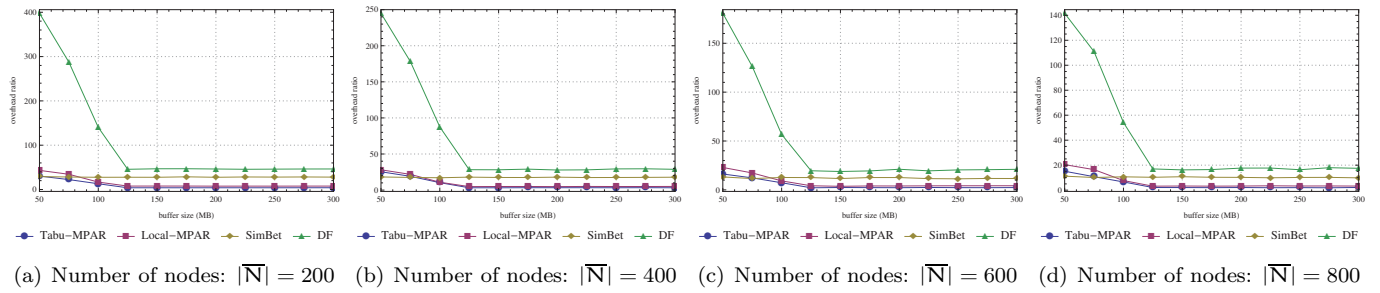 400
300
200
100
0
overhead ratio
50 100 150 200 250 300
buffer size (MB)
Tabu-MPAR Local-MPAR SimBet DF
(a) Number of nodes: |N̅| = 200
250
200
150
100
50
0
overhead ratio
50 100 150 200 250 300
buffer size (MB)
Tabu-MPAR Local-MPAR SimBet DF
(b) Number of nodes: |N̅| = 400
150
100
50
0
overhead ratio
50 100 150 200 250 300
buffer size (MB)
Tabu-MPAR Local-MPAR SimBet DF
(c) Number of nodes: |N̅| = 600
140
120
100
80
60
40
20
0
overhead ratio
50 100 150 200 250 300
buffer size (MB)
Tabu-MPAR Local-MPAR SimBet DF
(d) Number of nodes: |N̅| = 800